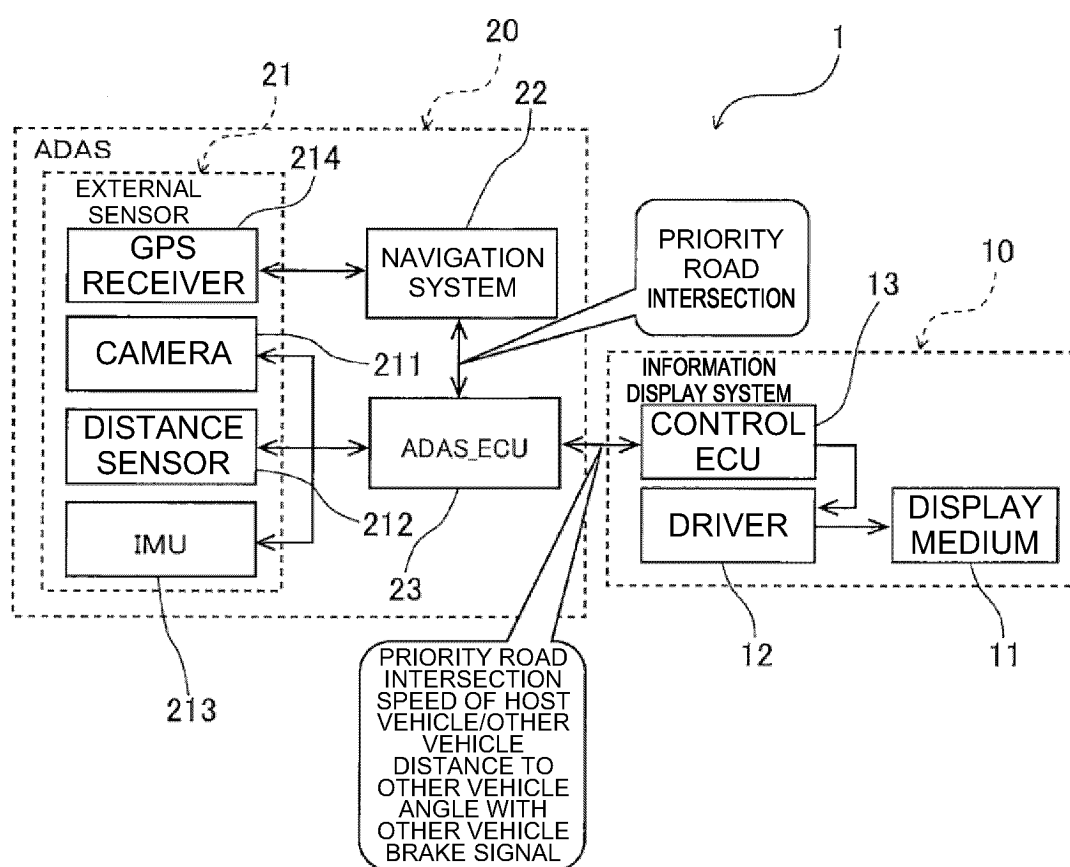 20
1
21
22
ADAS
214
EXTERNAL
SENSOR
GPS
RECEIVER
NAVIGATION
SYSTEM
PRIORITY
ROAD
INTERSECTION
13
10
CAMERA
211
INFORMATION
DISPLAY SYSTEM
DISTANCE
SENSOR
ADAS_ECU
CONTROL
ECU
212
IMU
DRIVER
DISPLAY
MEDIUM
23
213
12
11
PRIORITY ROAD
INTERSECTION
SPEED OF HOST
VEHICLE/OTHER
VEHICLE
DISTANCE TO
OTHER VEHICLE
ANGLE WITH
OTHER VEHICLE
BRAKE SIGNAL